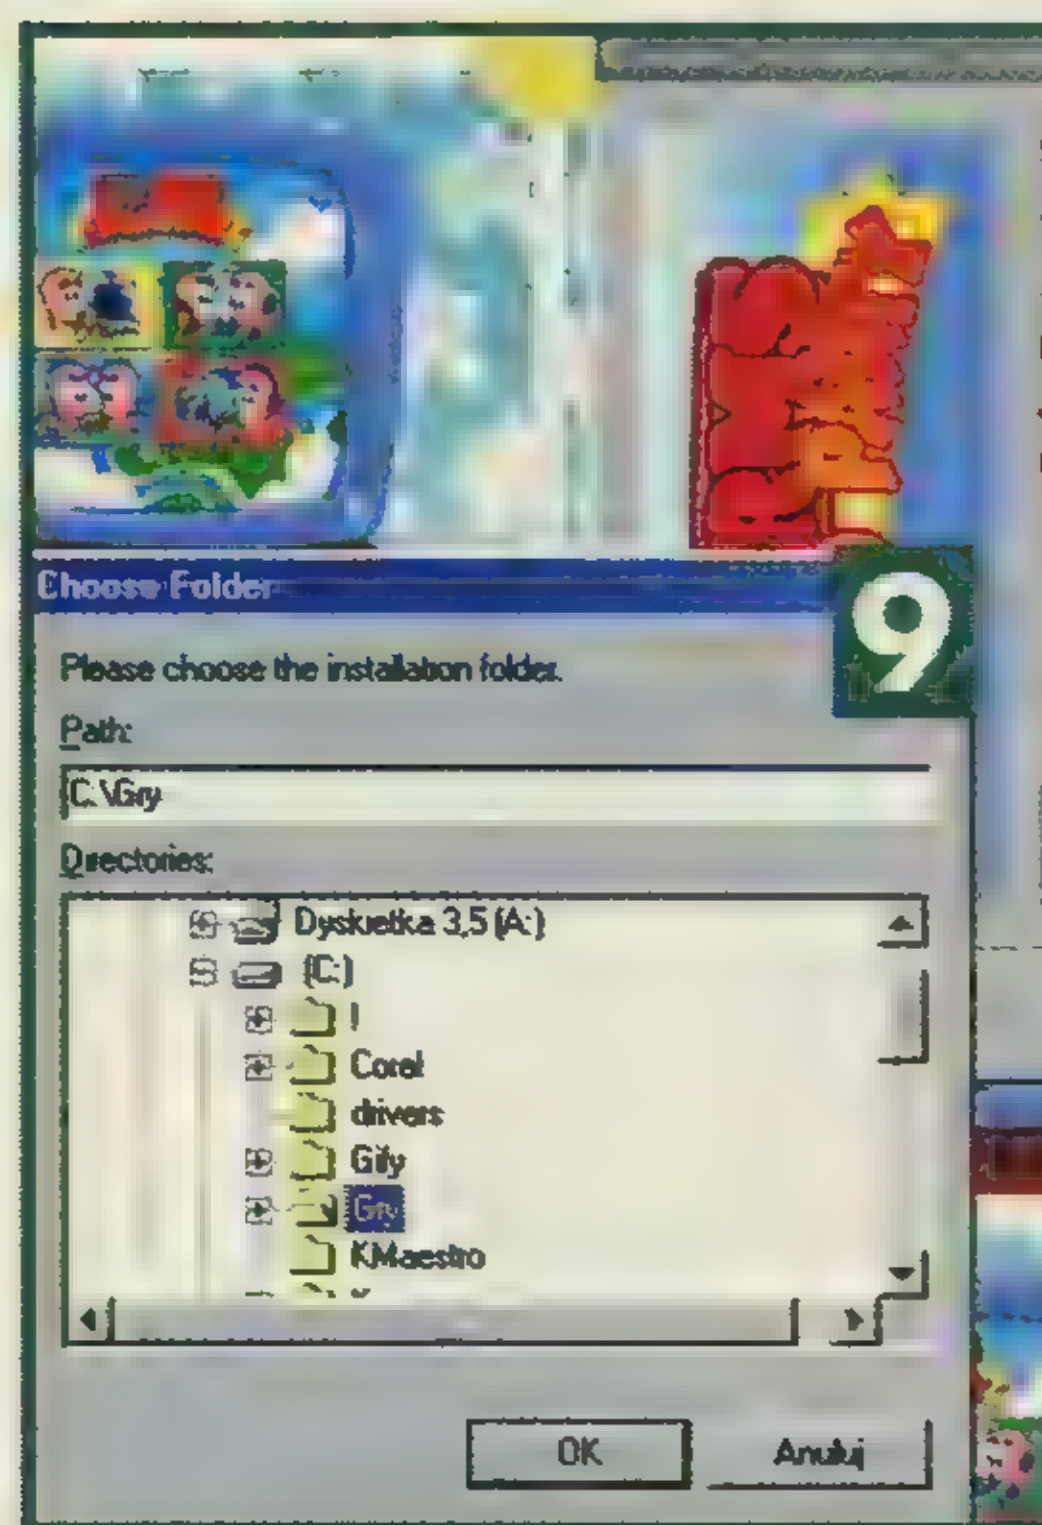 Choose Folder
9
Please choose the installation folder.
Path:
C:\Gry
Directories:
Dyskietka 3,5 (A:)
(C:)
Corel
drivers
Gify
Gry
KMaestro
OK
Anuluj